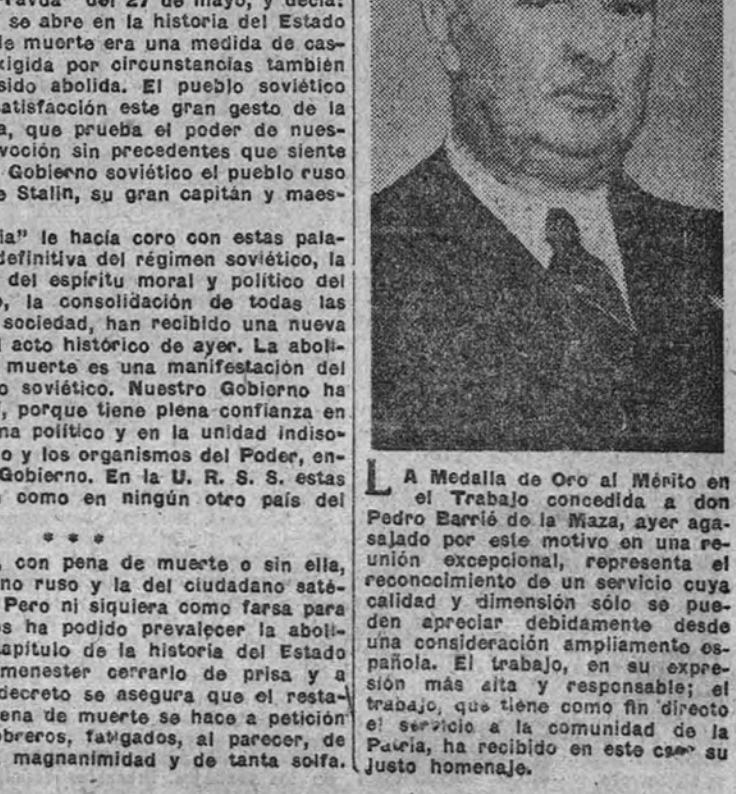 del 27 de mayo, y decía:
se abre en la historia del Estado
de muerte era una medida de cas-
xigida por circunstancias también
sido abolida. El pueblo soviético
atisfacción este gran gesto de la
a, que prueba el poder de nues-
voción sin precedentes que siente
Gobierno soviético el pueblo ruso
e Stalin, su gran capitán y maes-
ia" le hacía coro con estas pala-
definitiva del régimen soviético, la
del espíritu moral y político del
o, la consolidación de todas las
sociedad, han recibido una nueva
l acto histórico de ayer. La aboli-
muerte es una manifestación del
o soviético. Nuestro Gobierno ha
, porque tiene plena confianza en
ma político y en la unidad indiso-
o y los organismos del Poder, en-
Gobierno. En la U. R. S. S. estas
como en ningún otro país del
* * *
, con pena de muerte o sin ella,
no ruso y la del ciudadano saté-
Pero ni siquiera como farsa para
os ha podido prevalecer la aboli-
apítulo de la historia del Estado
menester cerrarlo de prisa y a
decreto se asegura que el resta-
ena de muerte se hace a petición
obreros, fatigados, al parecer, de
magnanimidad y de tanta solfa.
LA Medalla de Oro al Mérito en
el Trabajo concedida a don
Pedro Barrié de la Maza, ayer aga-
sajado por este motivo en una re-
unión excepcional, representa el
reconocimiento de un servicio cuya
calidad y dimensión sólo se pue-
den apreciar debidamente desde
una consideración ampliamente es-
pañola. El trabajo, en su expre-
sión más alta y responsable; el
trabajo, que tiene como fin directo
el servicio a la comunidad de la
Patria, ha recibido en este caso su
justo homenaje.